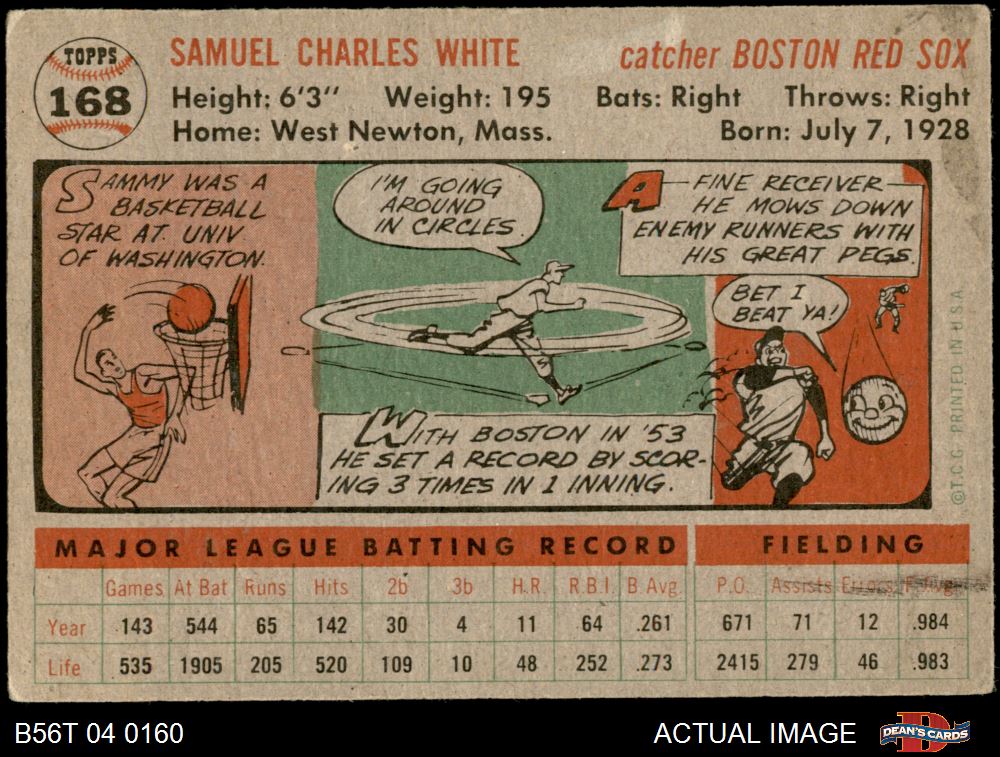 TOPPS
168
SAMUEL CHARLES WHITE
catcher BOSTON RED SOX
Height: 6'3" Weight: 195 Bats: Right Throws: Right
Home: West Newton, Mass. Born: July 7, 1928
SAMMY WAS A
BASKETBALL
STAR AT UNIV
OF WASHINGTON.
I'M GOING
AROUND
IN CIRCLES
WITH BOSTON IN '53
HE SET A RECORD BY SCOR-
ING 3 TIMES IN 1 INNING.
A FINE RECEIVER
HE MOWS DOWN
ENEMY RUNNERS WITH
HIS GREAT PEGS.
BET I
BEAT YA!
©T.C.G. PRINTED IN U.S.A.
MAJOR LEAGUE BATTING RECORD FIELDING
Games At Bat Runs Hits 2b 3b H.R. R.B.I. B.Avg. P.O. Assists Errors F.Avg.
Year 143 544 65 142 30 4 11 64 .261 671 71 12 .984
Life 535 1905 205 520 109 10 48 252 .273 2415 279 46 .983
B56T 04 0160 ACTUAL IMAGE DEAN'S CARDS